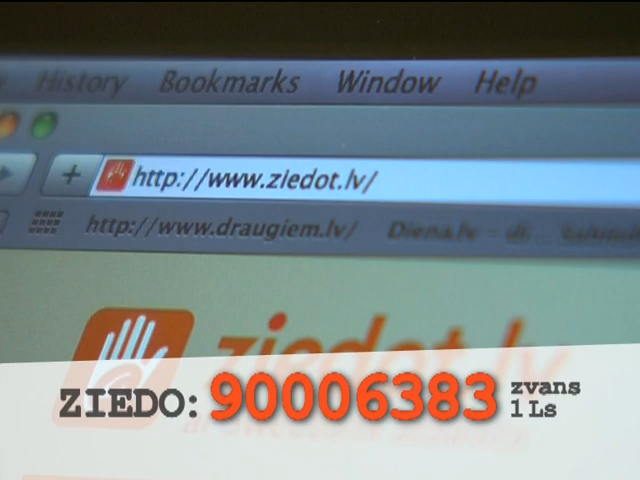 History Bookmarks Window Help
http://www.ziedot.lv/
http://www.draugiem.lv/ Diena.lv - di...
ziedot.lv
ZIEDO: 90006383 zvans
1 Ls